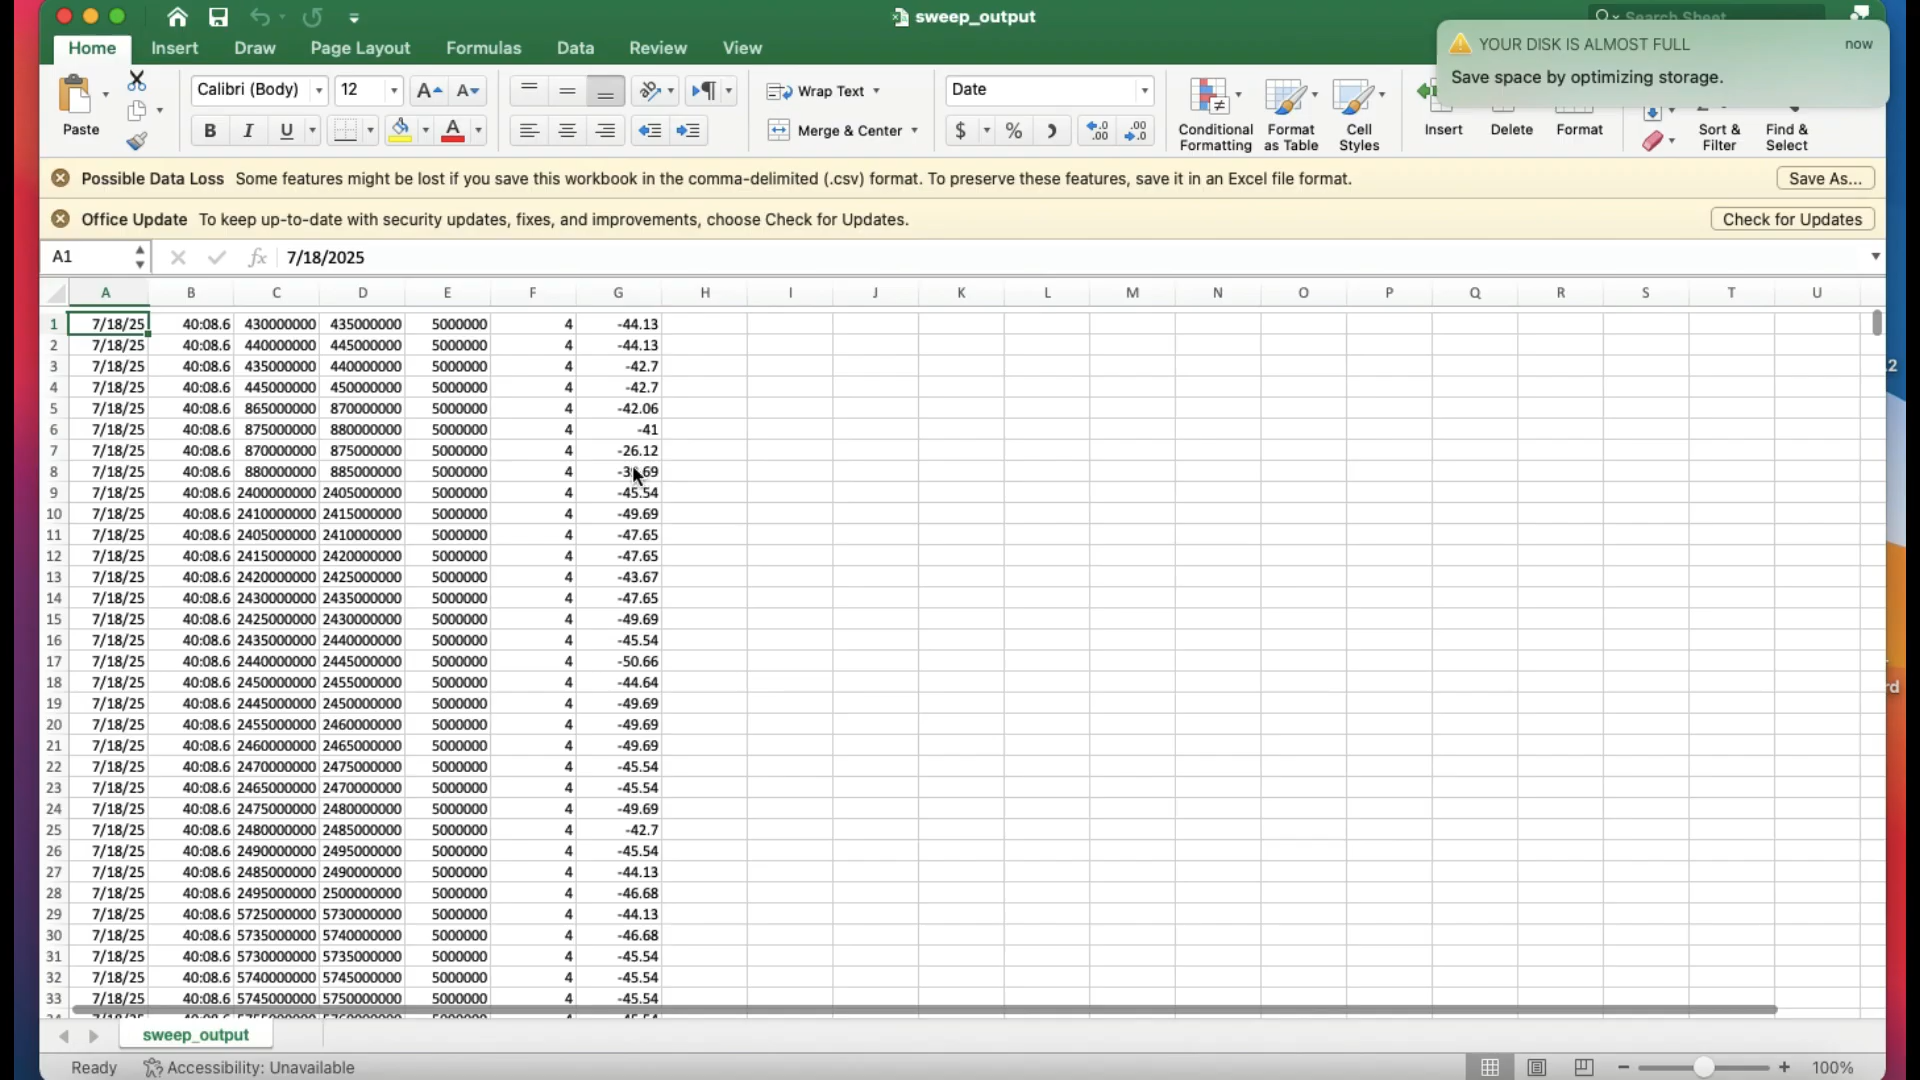 sweep_output
Search Sheet
Home Insert Draw Page Layout Formulas Data Review View
YOUR DISK IS ALMOST FULL now
Save space by optimizing storage.
Paste
Calibri (Body) 12
Wrap Text
Merge & Center
Date
Conditional Formatting
Format as Table
Cell Styles
Insert Delete Format
Sort & Filter
Find & Select
Possible Data Loss Some features might be lost if you save this workbook in the comma-delimited (.csv) format. To preserve these features, save it in an Excel file format. Save As...
Office Update To keep up-to-date with security updates, fixes, and improvements, choose Check for Updates. Check for Updates
A1 fx 7/18/2025
A B C D E F G H I J K L M N O P Q R S T U
1 7/18/25 40:08.6 430000000 435000000 5000000 4 -44.13
2 7/18/25 40:08.6 440000000 445000000 5000000 4 -44.13
3 7/18/25 40:08.6 435000000 440000000 5000000 4 -42.7
4 7/18/25 40:08.6 445000000 450000000 5000000 4 -42.7
5 7/18/25 40:08.6 865000000 870000000 5000000 4 -42.06
6 7/18/25 40:08.6 875000000 880000000 5000000 4 -41
7 7/18/25 40:08.6 870000000 875000000 5000000 4 -26.12
8 7/18/25 40:08.6 880000000 885000000 5000000 4
9 7/18/25 40:08.6 2400000000 2405000000 5000000 4 -45.54
10 7/18/25 40:08.6 2410000000 2415000000 5000000 4 -49.69
11 7/18/25 40:08.6 2405000000 2410000000 5000000 4 -47.65
12 7/18/25 40:08.6 2415000000 2420000000 5000000 4 -47.65
13 7/18/25 40:08.6 2420000000 2425000000 5000000 4 -43.67
14 7/18/25 40:08.6 2430000000 2435000000 5000000 4 -47.65
15 7/18/25 40:08.6 2425000000 2430000000 5000000 4 -49.69
16 7/18/25 40:08.6 2435000000 2440000000 5000000 4 -45.54
17 7/18/25 40:08.6 2440000000 2445000000 5000000 4 -50.66
18 7/18/25 40:08.6 2450000000 2455000000 5000000 4 -44.64
19 7/18/25 40:08.6 2445000000 2450000000 5000000 4 -49.69
20 7/18/25 40:08.6 2455000000 2460000000 5000000 4 -49.69
21 7/18/25 40:08.6 2460000000 2465000000 5000000 4 -49.69
22 7/18/25 40:08.6 2470000000 2475000000 5000000 4 -45.54
23 7/18/25 40:08.6 2465000000 2470000000 5000000 4 -45.54
24 7/18/25 40:08.6 2475000000 2480000000 5000000 4 -49.69
25 7/18/25 40:08.6 2480000000 2485000000 5000000 4 -42.7
26 7/18/25 40:08.6 2490000000 2495000000 5000000 4 -45.54
27 7/18/25 40:08.6 2485000000 2490000000 5000000 4 -44.13
28 7/18/25 40:08.6 2495000000 2500000000 5000000 4 -46.68
29 7/18/25 40:08.6 5725000000 5730000000 5000000 4 -44.13
30 7/18/25 40:08.6 5735000000 5740000000 5000000 4 -46.68
31 7/18/25 40:08.6 5730000000 5735000000 5000000 4 -45.54
32 7/18/25 40:08.6 5740000000 5745000000 5000000 4 -45.54
33 7/18/25 40:08.6 5745000000 5750000000 5000000 4 -45.54
sweep_output
Ready Accessibility: Unavailable 100%